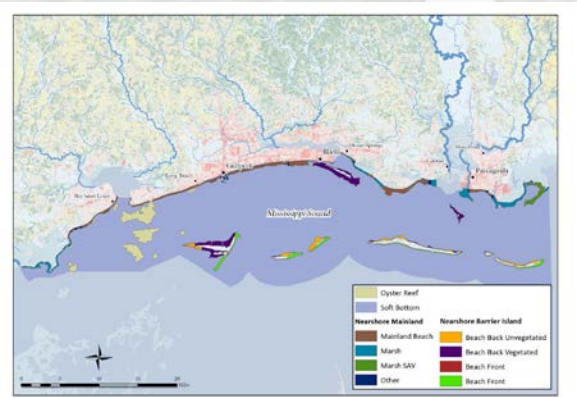 Biloxi
Gulfport
Pascagoula
Mississippi Sound
Oyster Reef
Soft Bottom
Nearshore Mainland
Mainland Beach
Marsh
Marsh SAV
Other
Nearshore Barrier Island
Beach Back Unvegetated
Beach Back Vegetated
Beach Front
Beach Front